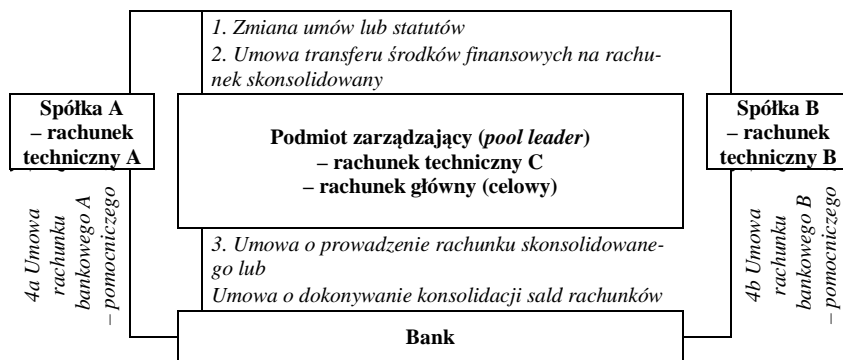 1. Zmiana umów lub statutów
2. Umowa transferu środków finansowych na rachu-
nek skonsolidowany
Spółka A
– rachunek
techniczny A
Podmiot zarządzający (pool leader)
– rachunek techniczny C
– rachunek główny (celowy)
Spółka B
– rachunek
techniczny B
4a Umowa
rachunku
bankowego A
– pomocniczego
3. Umowa o prowadzenie rachunku skonsolidowane-
go lub
Umowa o dokonywanie konsolidacji sald rachunków
4b Umowa
rachunku
bankowego B
– pomocniczego
Bank